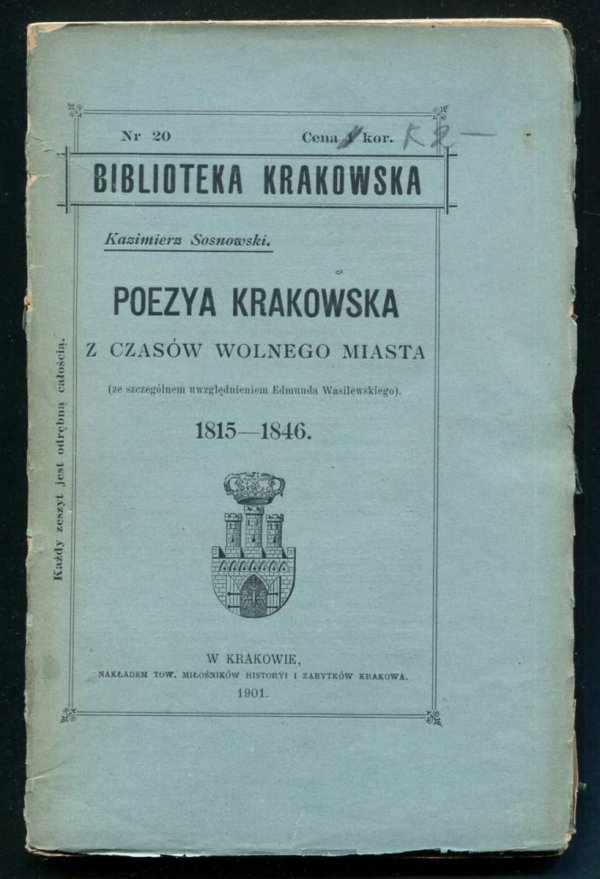 Nr 20 Cena 1 kor. K 2 —
BIBLIOTEKA KRAKOWSKA
Kazimierz Sosnowski.
POEZYA KRAKOWSKA
Z CZASÓW WOLNEGO MIASTA
(ze szczególnem uwzględnieniem Edmunda Wasilewskiego).
1815—1846.
Każdy zeszyt jest odrębną całością.
W KRAKOWIE,
NAKŁADEM TOW. MIŁOŚNIKÓW HISTORYI I ZABYTKÓW KRAKOWA.
1901.